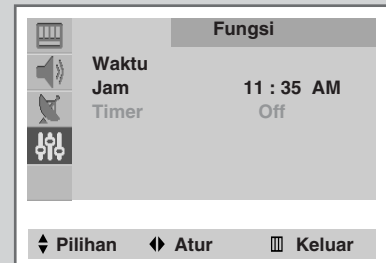 Fungsi
Waktu
Jam 11 : 35 AM
Timer Off
Pilihan Atur Keluar